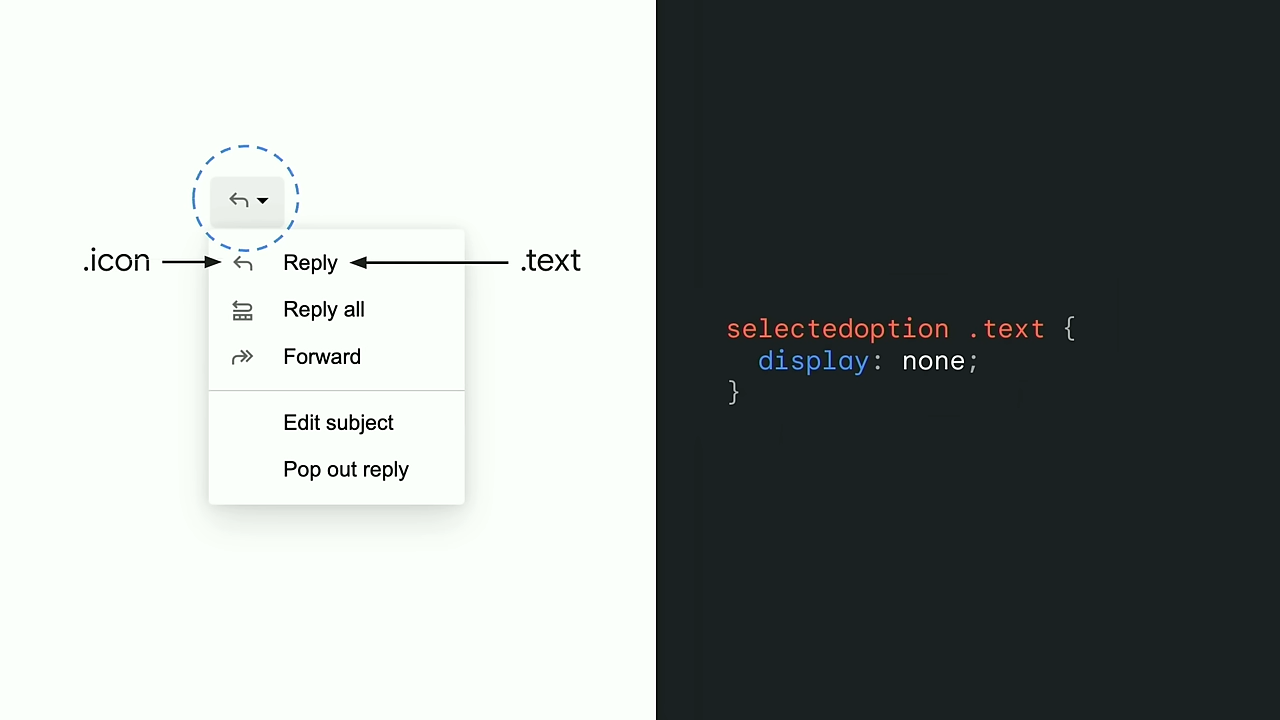 .icon
Reply
.text
Reply all
Forward
Edit subject
Pop out reply
selectedoption .text {
  display: none;
}